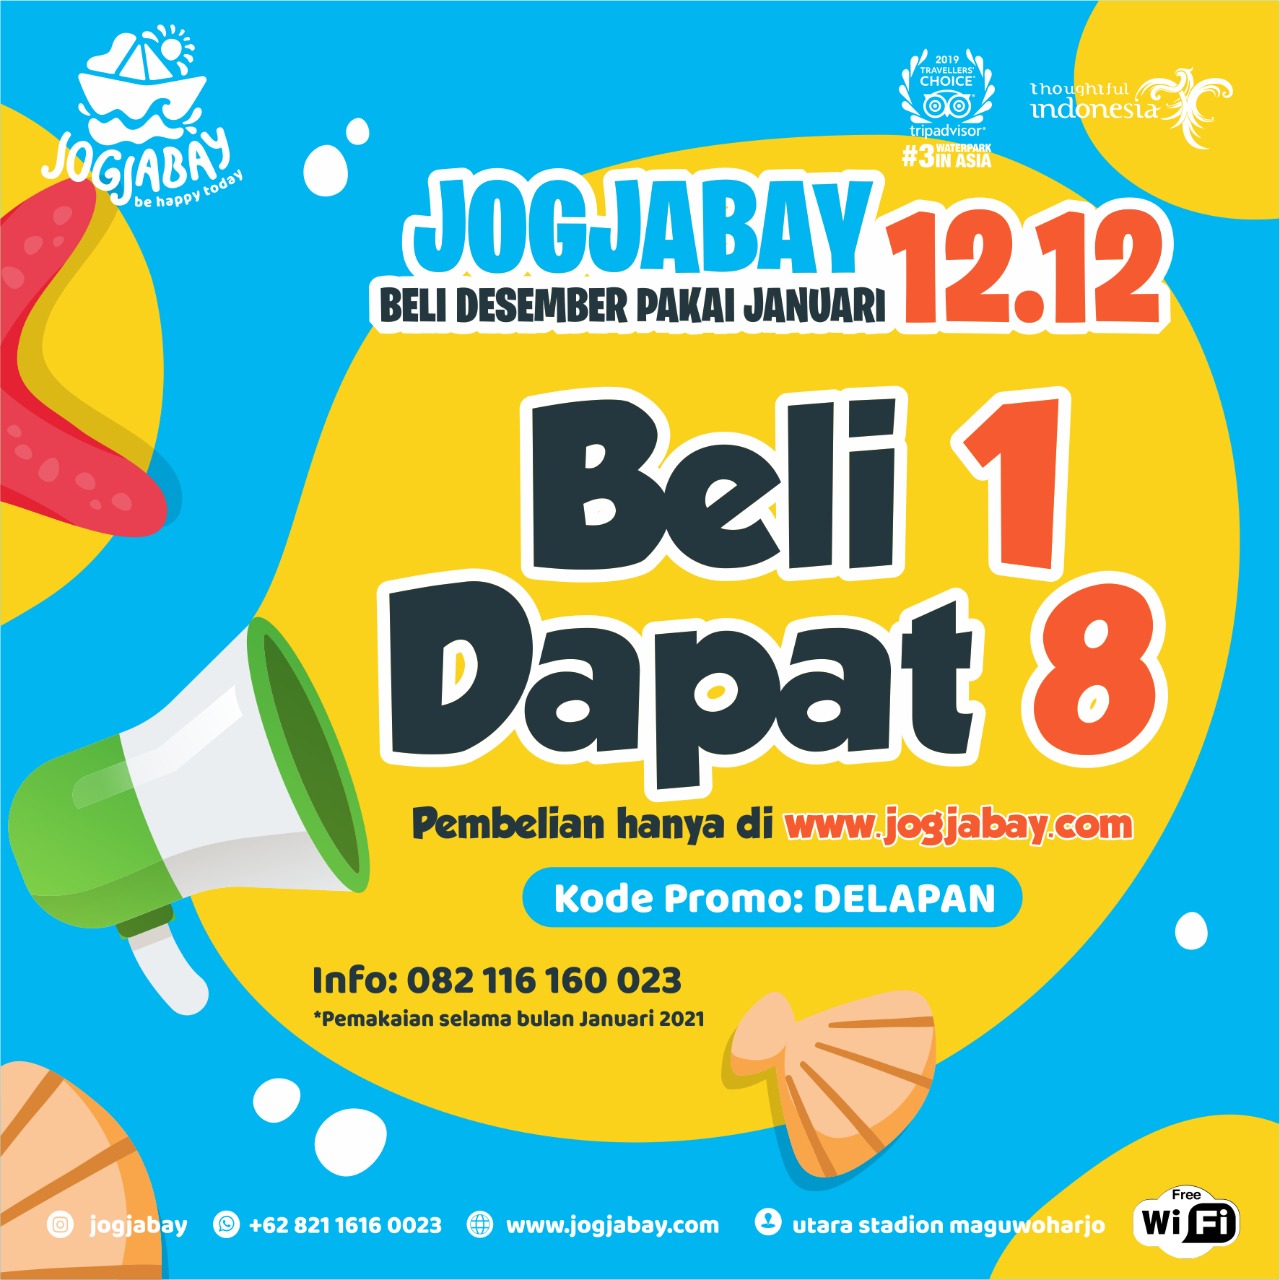 JOGJABAY
be happy today
2019
TRAVELLERS'
CHOICE
tripadvisor
#3 WATERPARK IN ASIA
thoughtful
indonesia
JOGJABAY 12.12
BELI DESEMBER PAKAI JANUARI
Beli 1
Dapat 8
Pembelian hanya di www.jogjabay.com
Kode Promo: DELAPAN
Info: 082 116 160 023
*Pemakaian selama bulan Januari 2021
jogjabay +62 821 1616 0023 www.jogjabay.com utara stadion maguwoharjo
Free
Wi Fi